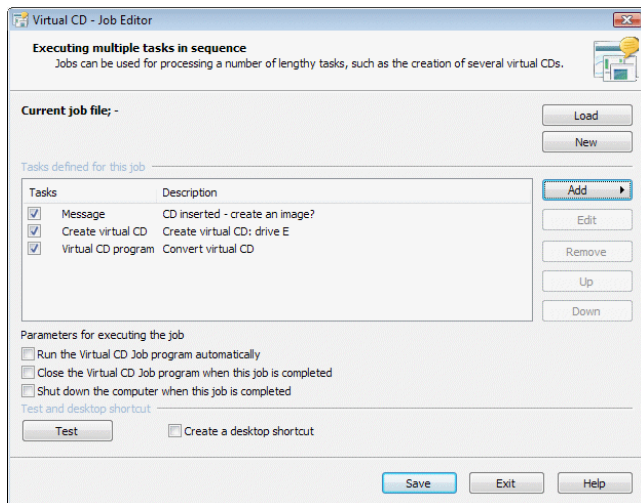 Virtual CD - Job Editor
Executing multiple tasks in sequence
Jobs can be used for processing a number of lengthy tasks, such as the creation of several virtual CDs.
Current job file; -
Load
New
Tasks defined for this job
Tasks Description
Message CD inserted - create an image?
Create virtual CD Create virtual CD: drive E
Virtual CD program Convert virtual CD
Add
Edit
Remove
Up
Down
Parameters for executing the job
Run the Virtual CD Job program automatically
Close the Virtual CD Job program when this job is completed
Shut down the computer when this job is completed
Test and desktop shortcut
Test Create a desktop shortcut
Save Exit Help